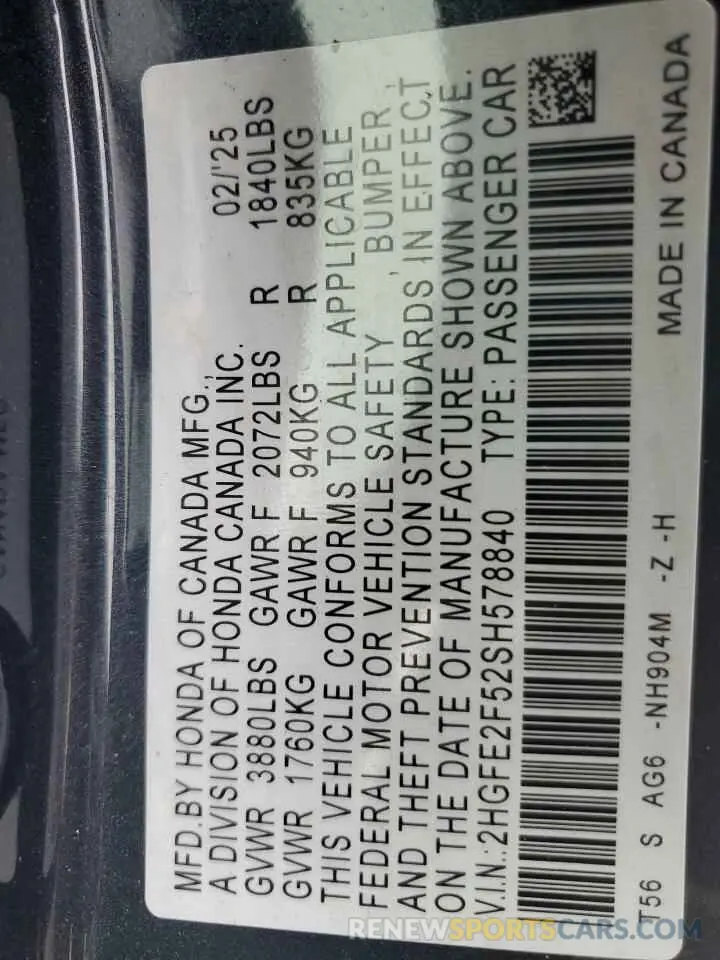 MFD.BY HONDA OF CANADA MFG.,
A DIVISION OF HONDA CANADA INC. 02/'25
GVWR 3880LBS GAWR F 2072LBS R 1840LBS
GVWR 1760KG GAWR F 940KG R 835KG
THIS VEHICLE CONFORMS TO ALL APPLICABLE
FEDERAL MOTOR VEHICLE SAFETY, BUMPER,
AND THEFT PREVENTION STANDARDS IN EFFECT
ON THE DATE OF MANUFACTURE SHOWN ABOVE.
V.I.N.:2HGFE2F52SH578840 TYPE: PASSENGER CAR
T56 S AG6 -NH904M -Z -H MADE IN CANADA
RENEWSPORTSCARS.COM